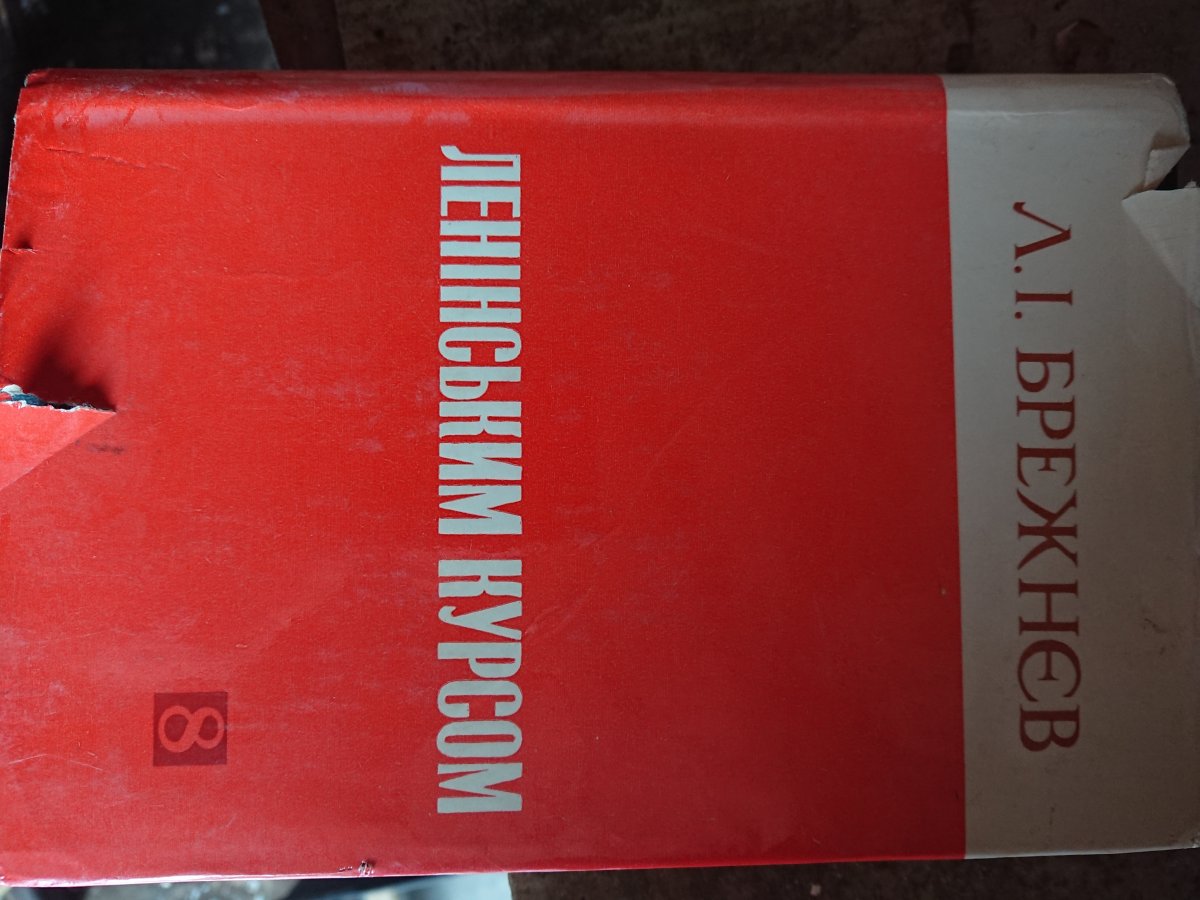 Л. І. БРЕЖНЄВ
ЛЕНІНСЬКИМ КУРСОМ
8